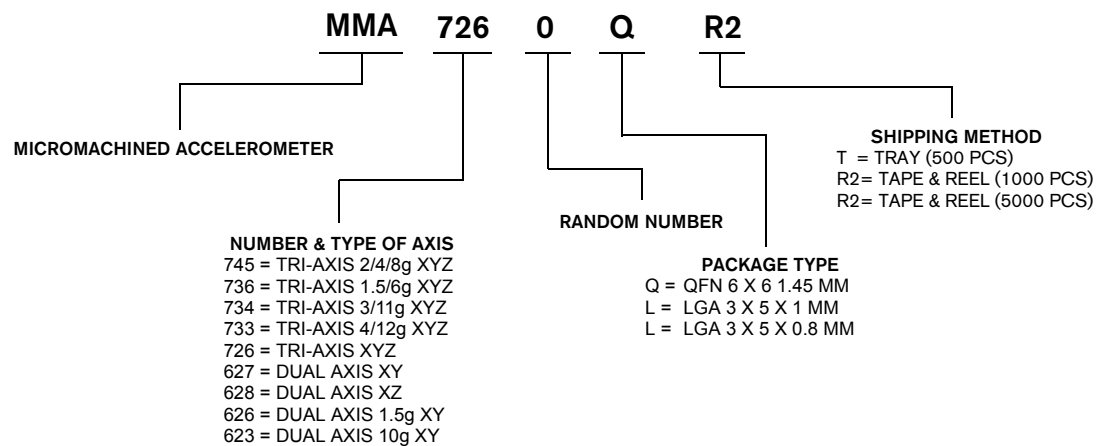 MMA 726 0 Q R2
MICROMACHINED ACCELEROMETER
NUMBER & TYPE OF AXIS
745 = TRI-AXIS 2/4/8g XYZ
736 = TRI-AXIS 1.5/6g XYZ
734 = TRI-AXIS 3/11g XYZ
733 = TRI-AXIS 4/12g XYZ
726 = TRI-AXIS XYZ
627 = DUAL AXIS XY
628 = DUAL AXIS XZ
626 = DUAL AXIS 1.5g XY
623 = DUAL AXIS 10g XY
RANDOM NUMBER
PACKAGE TYPE
Q = QFN 6 X 6 1.45 MM
L = LGA 3 X 5 X 1 MM
L = LGA 3 X 5 X 0.8 MM
SHIPPING METHOD
T = TRAY (500 PCS)
R2= TAPE & REEL (1000 PCS)
R2= TAPE & REEL (5000 PCS)